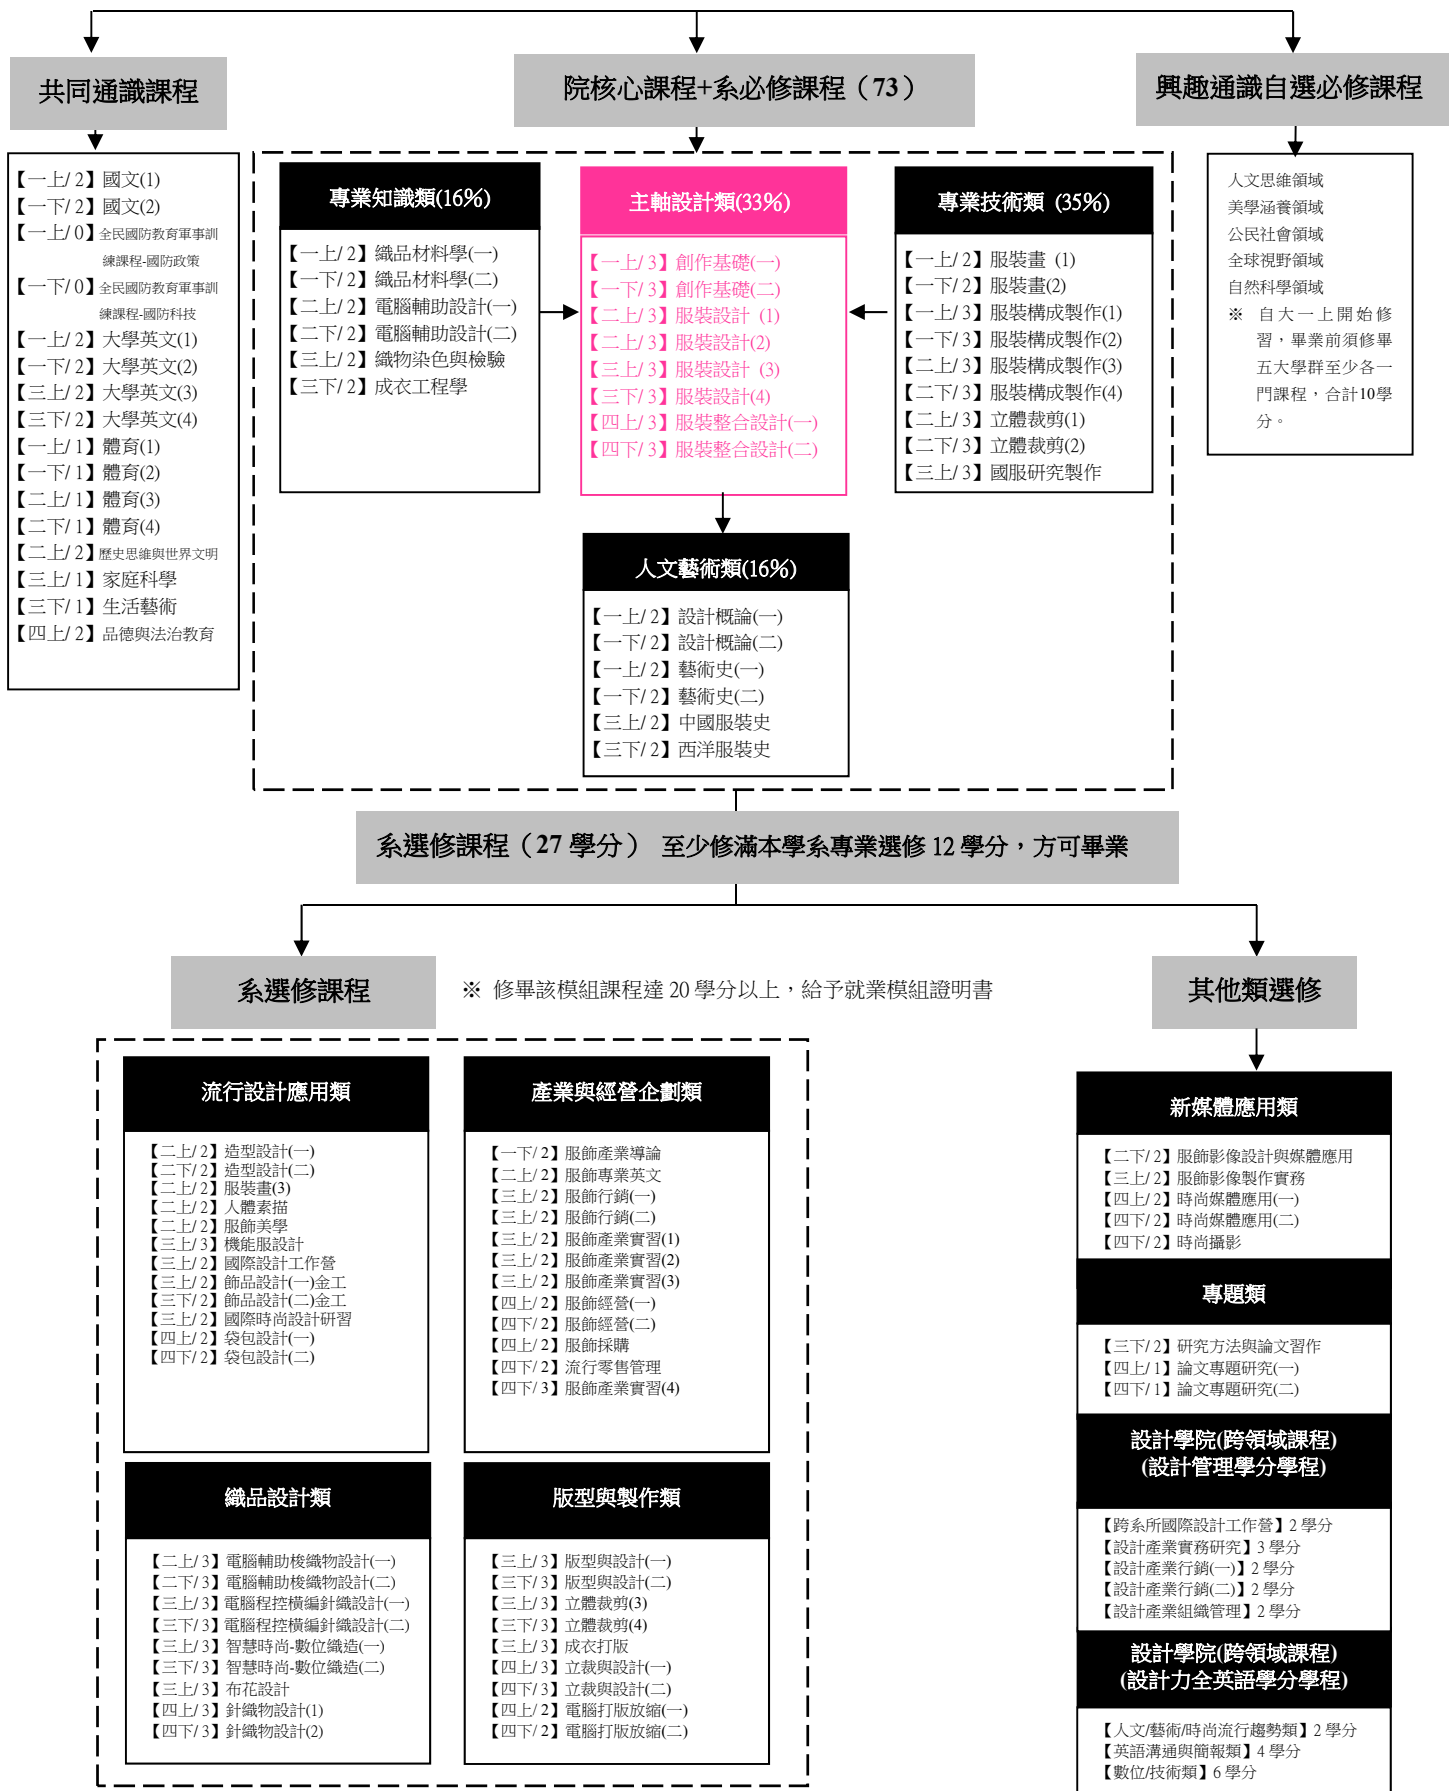 共同通識課程
【一上/ 2】國文(1)
【一下/ 2】國文(2)
【一上/ 0】全民國防教育軍事訓
練課程-國防政策
【一下/ 0】全民國防教育軍事訓
練課程-國防科技
【一上/ 2】大學英文(1)
【一下/ 2】大學英文(2)
【三上/ 2】大學英文(3)
【三下/ 2】大學英文(4)
【一上/ 1】體育(1)
【一下/ 1】體育(2)
【二上/ 1】體育(3)
【二下/ 1】體育(4)
【二上/ 2】歷史思維與世界文明
【三上/ 1】家庭科學
【三下/ 1】生活藝術
【四上/ 2】品德與法治教育
院核心課程+系必修課程（73）
專業知識類(16%)
【一上/ 2】織品材料學(一)
【一下/ 2】織品材料學(二)
【二上/ 2】電腦輔助設計(一)
【二下/ 2】電腦輔助設計(二)
【三上/ 2】織物染色與檢驗
【三下/ 2】成衣工程學
主軸設計類(33%)
【一上/ 3】創作基礎(一)
【一下/ 3】創作基礎(二)
【二上/ 3】服裝設計 (1)
【二上/ 3】服裝設計(2)
【三上/ 3】服裝設計 (3)
【三下/ 3】服裝設計(4)
【四上/ 3】服裝整合設計(一)
【四下/ 3】服裝整合設計(二)
專業技術類 (35%)
【一上/ 2】服裝畫 (1)
【一下/ 2】服裝畫(2)
【一上/ 3】服裝構成製作(1)
【一下/ 3】服裝構成製作(2)
【二上/ 3】服裝構成製作(3)
【二下/ 3】服裝構成製作(4)
【二上/ 3】立體裁剪(1)
【二下/ 3】立體裁剪(2)
【三上/ 3】國服研究製作
人文藝術類(16%)
【一上/ 2】設計概論(一)
【一下/ 2】設計概論(二)
【一上/ 2】藝術史(一)
【一下/ 2】藝術史(二)
【三上/ 2】中國服裝史
【三下/ 2】西洋服裝史
興趣通識自選必修課程
人文思維領域
美學涵養領域
公民社會領域
全球視野領域
自然科學領域
※ 自大一上開始修
習，畢業前須修畢
五大學群至少各一
門課程，合計10學
分。
系選修課程（27 學分） 至少修滿本學系專業選修 12 學分，方可畢業
系選修課程
※ 修畢該模組課程達 20 學分以上，給予就業模組證明書
流行設計應用類
【二上/ 2】造型設計(一)
【二下/ 2】造型設計(二)
【二上/ 2】服裝畫(3)
【二上/ 2】人體素描
【二上/ 2】服飾美學
【三上/ 3】機能服設計
【三上/ 2】國際設計工作營
【三上/ 2】飾品設計(一)金工
【三下/ 2】飾品設計(二)金工
【三上/ 2】國際時尚設計研習
【四上/ 2】袋包設計(一)
【四下/ 2】袋包設計(二)
產業與經營企劃類
【一下/ 2】服飾產業導論
【二上/ 2】服飾專業英文
【三上/ 2】服飾行銷(一)
【三上/ 2】服飾行銷(二)
【三上/ 2】服飾產業實習(1)
【三上/ 2】服飾產業實習(2)
【三上/ 2】服飾產業實習(3)
【四上/ 2】服飾經營(一)
【四下/ 2】服飾經營(二)
【四上/ 2】服飾採購
【四下/ 2】流行零售管理
【四下/ 3】服飾產業實習(4)
織品設計類
【二上/ 3】電腦輔助梭織物設計(一)
【二下/ 3】電腦輔助梭織物設計(二)
【三上/ 3】電腦程控橫編針織設計(一)
【三下/ 3】電腦程控橫編針織設計(二)
【三上/ 3】智慧時尚-數位織造(一)
【三下/ 3】智慧時尚-數位織造(二)
【三上/ 3】布花設計
【四上/ 3】針織物設計(1)
【四下/ 3】針織物設計(2)
版型與製作類
【三上/ 3】版型與設計(一)
【三下/ 3】版型與設計(二)
【三上/ 3】立體裁剪(3)
【三下/ 3】立體裁剪(4)
【三上/ 3】成衣打版
【四上/ 3】立裁與設計(一)
【四下/ 3】立裁與設計(二)
【四上/ 2】電腦打版放縮(一)
【四下/ 2】電腦打版放縮(二)
其他類選修
新媒體應用類
【二下/ 2】服飾影像設計與媒體應用
【三上/ 2】服飾影像製作實務
【四上/ 2】時尚媒體應用(一)
【四下/ 2】時尚媒體應用(二)
【四下/ 2】時尚攝影
專題類
【三下/ 2】研究方法與論文習作
【四上/ 1】論文專題研究(一)
【四下/ 1】論文專題研究(二)
設計學院(跨領域課程)
(設計管理學分學程)
【跨系所國際設計工作營】2 學分
【設計產業實務研究】3 學分
【設計產業行銷(一)】2 學分
【設計產業行銷(二)】2 學分
【設計產業組織管理】2 學分
設計學院(跨領域課程)
(設計力全英語學分學程)
【人文/藝術/時尚流行趨勢類】2 學分
【英語溝通與簡報類】4 學分
【數位/技術類】6 學分